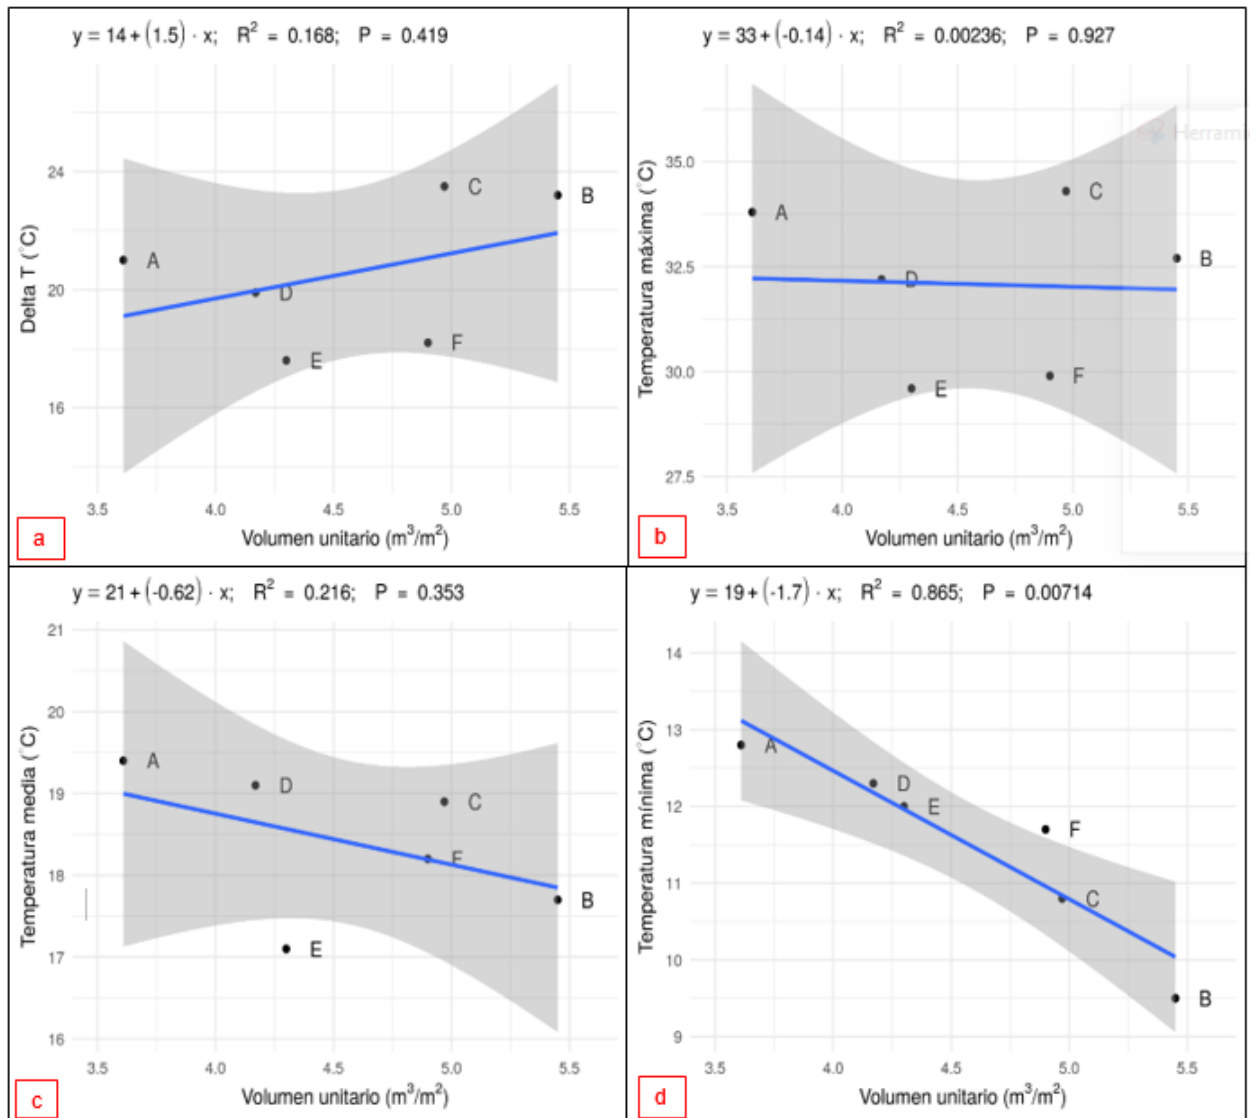 y = 14 + (1.5) · x; R² = 0.168; P = 0.419
Delta T (°C)
24
20
16
A
B
C
D
E
F
3.5 4.0 4.5 5.0 5.5
Volumen unitario (m³/m²)
a
y = 33 + (-0.14) · x; R² = 0.00236; P = 0.927
Temperatura máxima (°C)
35.0
32.5
30.0
27.5
A
B
C
D
E
F
Herrami
3.5 4.0 4.5 5.0 5.5
Volumen unitario (m³/m²)
b
y = 21 + (-0.62) · x; R² = 0.216; P = 0.353
Temperatura media (°C)
21
20
19
18
17
16
A
B
C
D
E
F
3.5 4.0 4.5 5.0 5.5
Volumen unitario (m³/m²)
c
y = 19 + (-1.7) · x; R² = 0.865; P = 0.00714
Temperatura mínima (°C)
14
13
12
11
10
9
A
B
C
D
E
F
3.5 4.0 4.5 5.0 5.5
Volumen unitario (m³/m²)
d